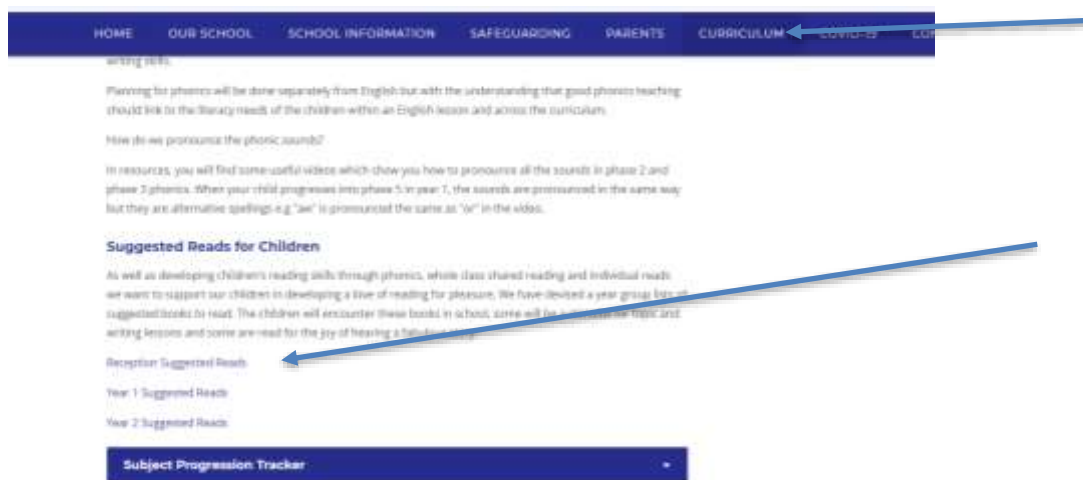 HOME OUR SCHOOL SCHOOL INFORMATION SAFEGUARDING PARENTS CURRICULUM COVID-19
writing skills.
Planning for phonics will be done separately from English but with the understanding that good phonics teaching
should link to the literacy needs of the children within an English lesson and across the curriculum.
How do we pronounce the phonic sounds?
In resources, you will find some useful videos which show you how to pronounce all the sounds in phase 2 and
phase 3 phonics. When your child progresses into phase 5 in year 1, the sounds are pronounced in the same way
but they are alternative spellings e.g "aw" is pronounced the same as "or" in the video.
Suggested Reads for Children
As well as developing children's reading skills through phonics, whole class shared reading and individual reads
we want to support our children in developing a love of reading for pleasure. We have devised a year group lists of
suggested books to read. The children will encounter these books in school, some will be topic and
writing lessons and some are read for the joy of hearing a fabulous
Reception Suggested Reads
Year 1 Suggested Reads
Year 2 Suggested Reads
Subject Progression Tracker